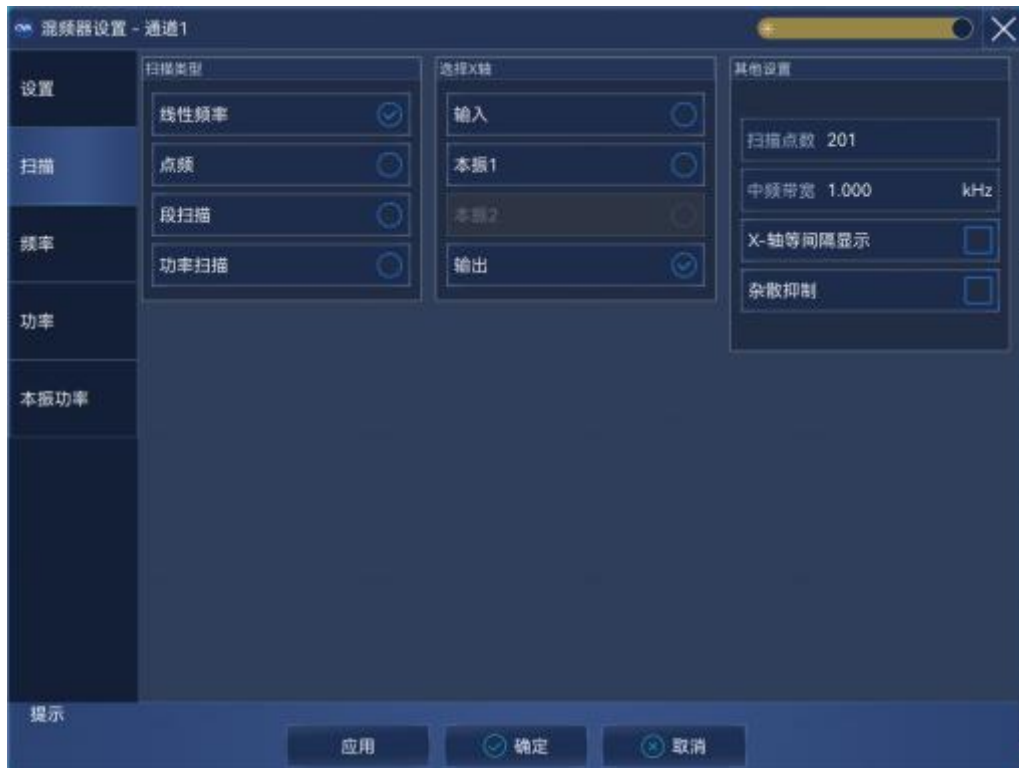 混频器设置 - 通道1
设置
扫描
频率
功率
本振功率
扫描类型
线性频率
点频
段扫描
功率扫描
选择X轴
输入
本振1
本振2
输出
其他设置
扫描点数 201
中频带宽 1.000 kHz
X-轴等间隔显示
杂散抑制
提示
应用
确定
取消